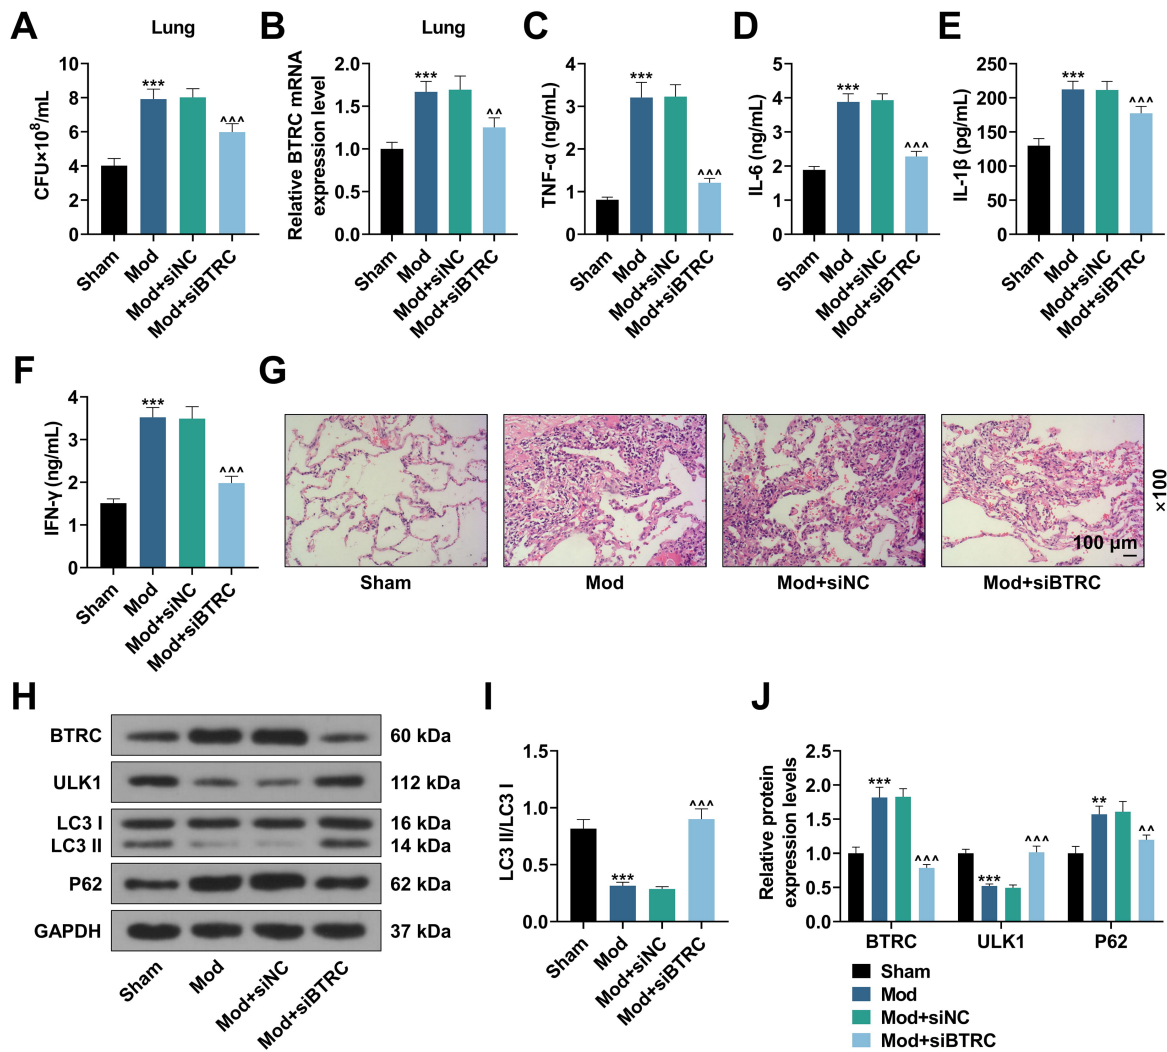 A
Lung
CFU×10⁸/mL
10
8
6
4
2
0
***
^^^
Sham
Mod
Mod+siNC
Mod+siBTRC
B
Lung
Relative BTRC mRNA
expression level
2.0
1.5
1.0
0.5
0.0
***
^^
Sham
Mod
Mod+siNC
Mod+siBTRC
C
TNF-α (ng/mL)
4
3
2
1
0
***
^^^
Sham
Mod
Mod+siNC
Mod+siBTRC
D
IL-6 (ng/mL)
5
4
3
2
1
0
***
^^^
Sham
Mod
Mod+siNC
Mod+siBTRC
E
IL-1β (pg/mL)
250
200
150
100
50
0
***
^^^
Sham
Mod
Mod+siNC
Mod+siBTRC
F
IFN-γ (ng/mL)
4
3
2
1
0
***
^^^
Sham
Mod
Mod+siNC
Mod+siBTRC
G
Sham
Mod
Mod+siNC
Mod+siBTRC
100 μm
×100
H
BTRC 60 kDa
ULK1 112 kDa
LC3 I 16 kDa
LC3 II 14 kDa
P62 62 kDa
GAPDH 37 kDa
Sham
Mod
Mod+siNC
Mod+siBTRC
I
LC3 II/LC3 I
1.5
1.0
0.5
0.0
***
^^^
Sham
Mod
Mod+siNC
Mod+siBTRC
J
Relative protein
expression levels
2.5
2.0
1.5
1.0
0.5
0.0
***
^^^
***
^^^
**
^^
BTRC
ULK1
P62
Sham
Mod
Mod+siNC
Mod+siBTRC